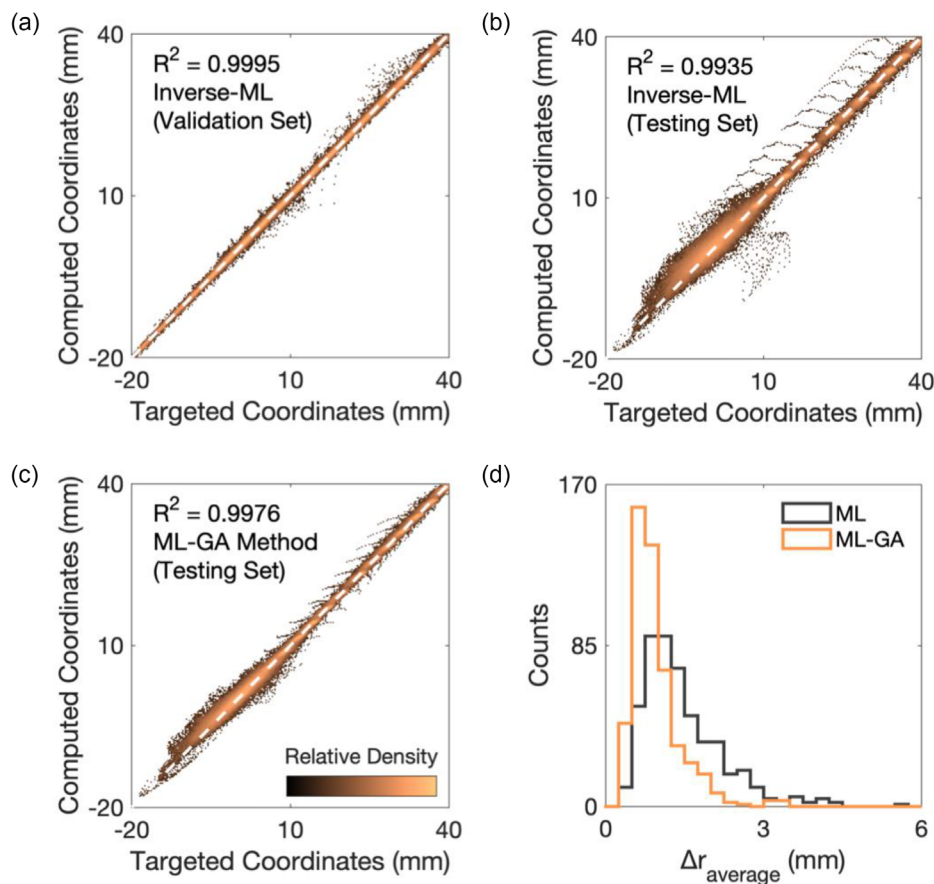 (a)
40
R² = 0.9995
Inverse-ML
(Validation Set)
Computed Coordinates (mm)
10
-20
-20
10
40
Targeted Coordinates (mm)
(b)
40
R² = 0.9935
Inverse-ML
(Testing Set)
Computed Coordinates (mm)
10
-20
-20
10
40
Targeted Coordinates (mm)
(c)
40
R² = 0.9976
ML-GA Method
(Testing Set)
Computed Coordinates (mm)
10
Relative Density
-20
-20
10
40
Targeted Coordinates (mm)
(d)
170
ML
ML-GA
Counts
85
0
0
3
6
Δr_average (mm)